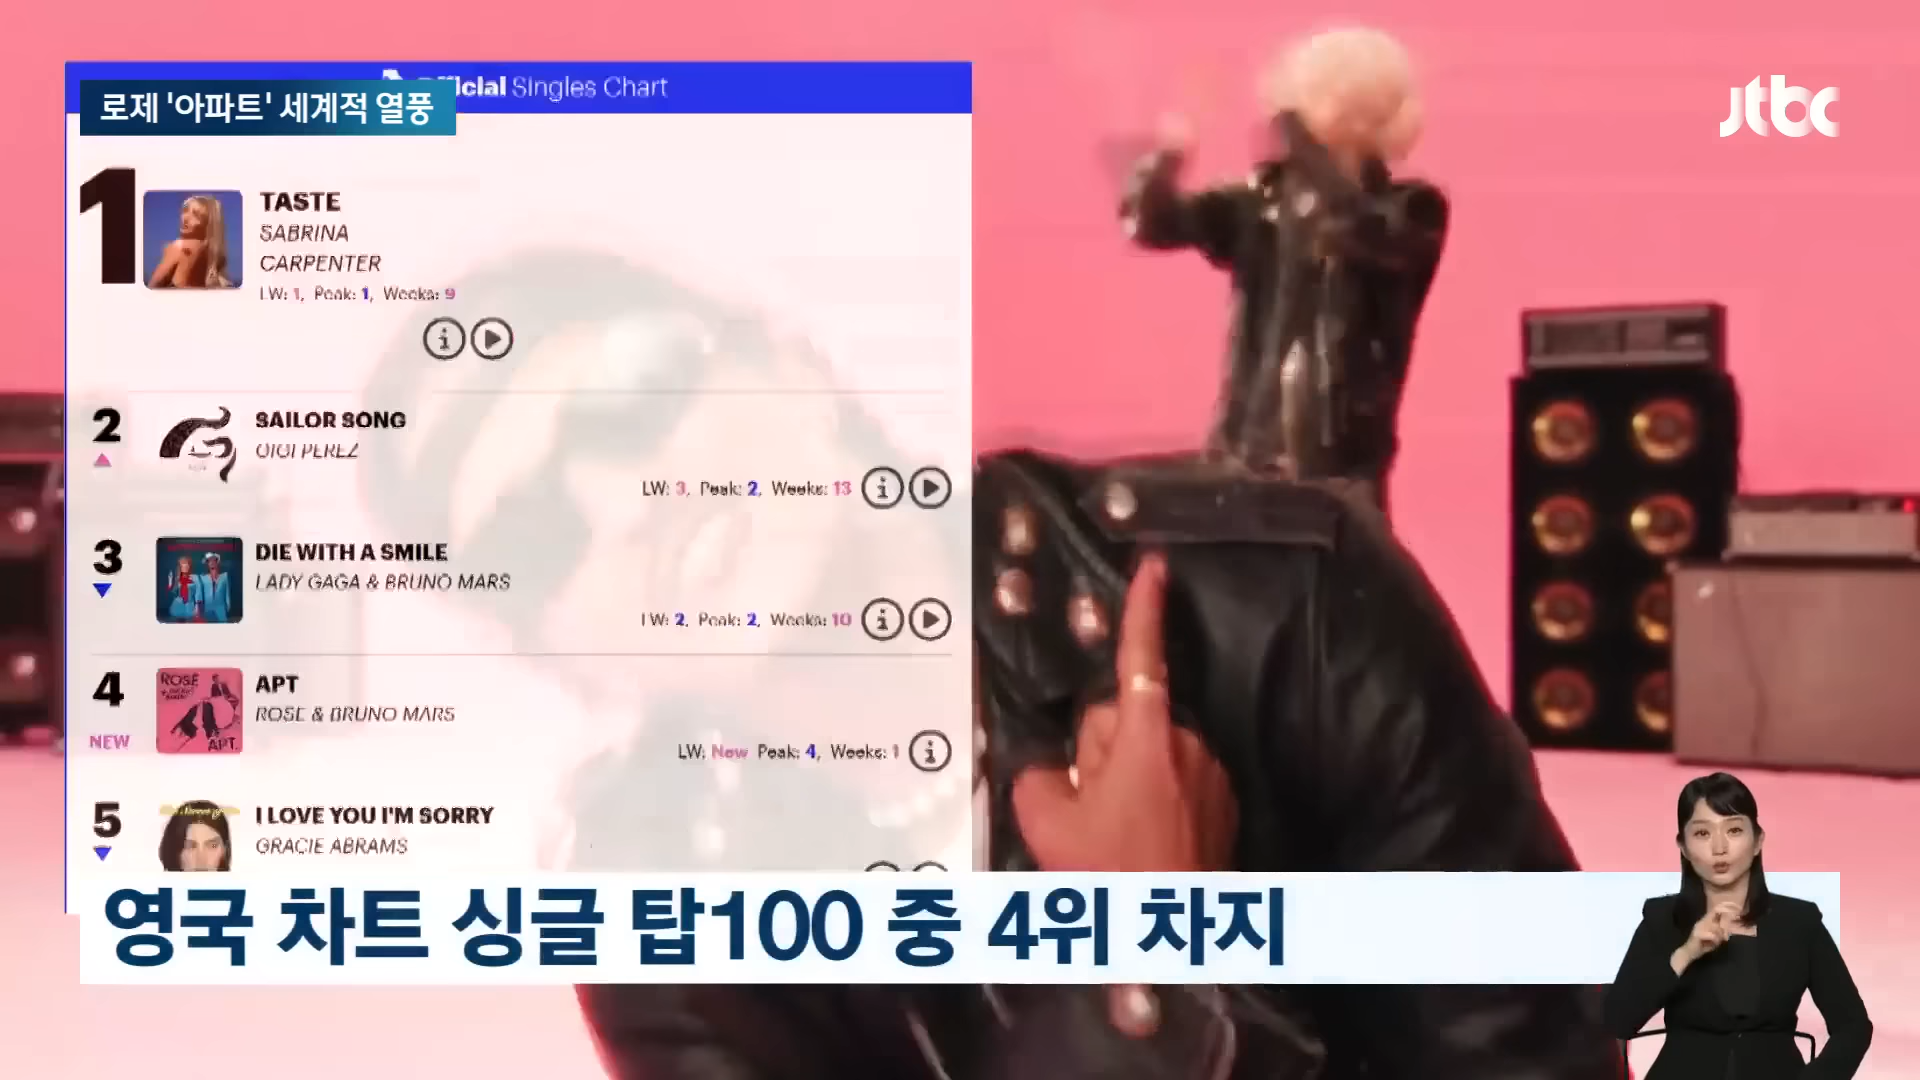 Official Singles Chart
로제 '아파트' 세계적 열풍
jtbc
1
TASTE
SABRINA
CARPENTER
LW: 1, Peak: 1, Weeks: 9
2
SAILOR SONG
GIGI PEREZ
LW: 3, Peak: 2, Weeks: 13
3
DIE WITH A SMILE
LADY GAGA & BRUNO MARS
LW: 2, Peak: 2, Weeks: 10
4
ROSÉ
APT.
APT
ROSE & BRUNO MARS
NEW
LW: New Peak: 4, Weeks: 1
5
I LOVE YOU I'M SORRY
GRACIE ABRAMS
영국 차트 싱글 탑100 중 4위 차지